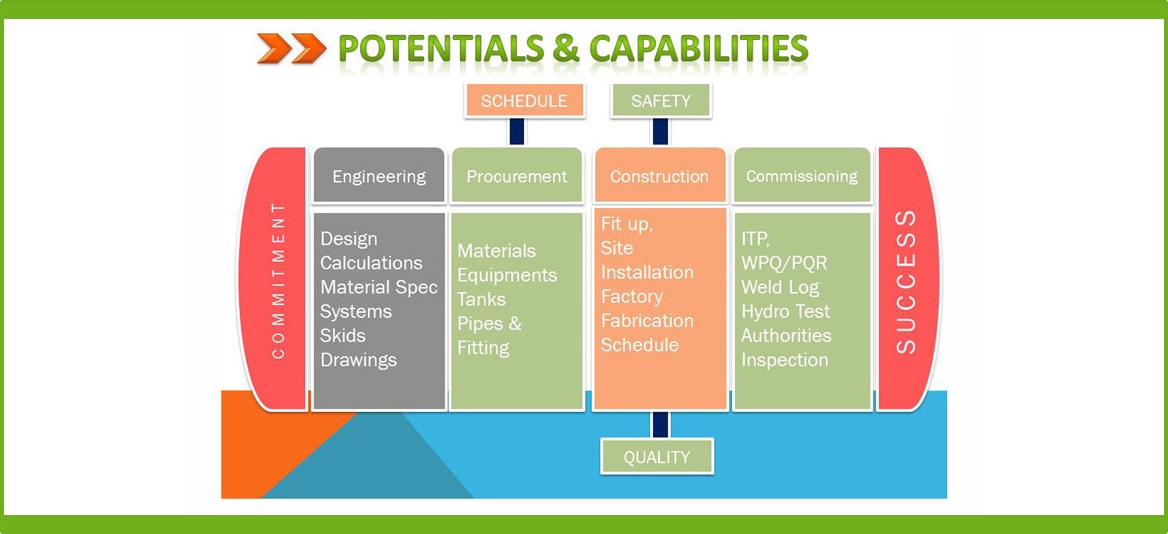 POTENTIALS & CAPABILITIES
SCHEDULE
SAFETY
COMMITMENT
Engineering
Design
Calculations
Material Spec
Systems
Skids
Drawings
Procurement
Materials
Equipments
Tanks
Pipes &
Fitting
Construction
Fit up,
Site
Installation
Factory
Fabrication
Schedule
Commissioning
ITP,
WPQ/PQR
Weld Log
Hydro Test
Authorities
Inspection
SUCCESS
QUALITY